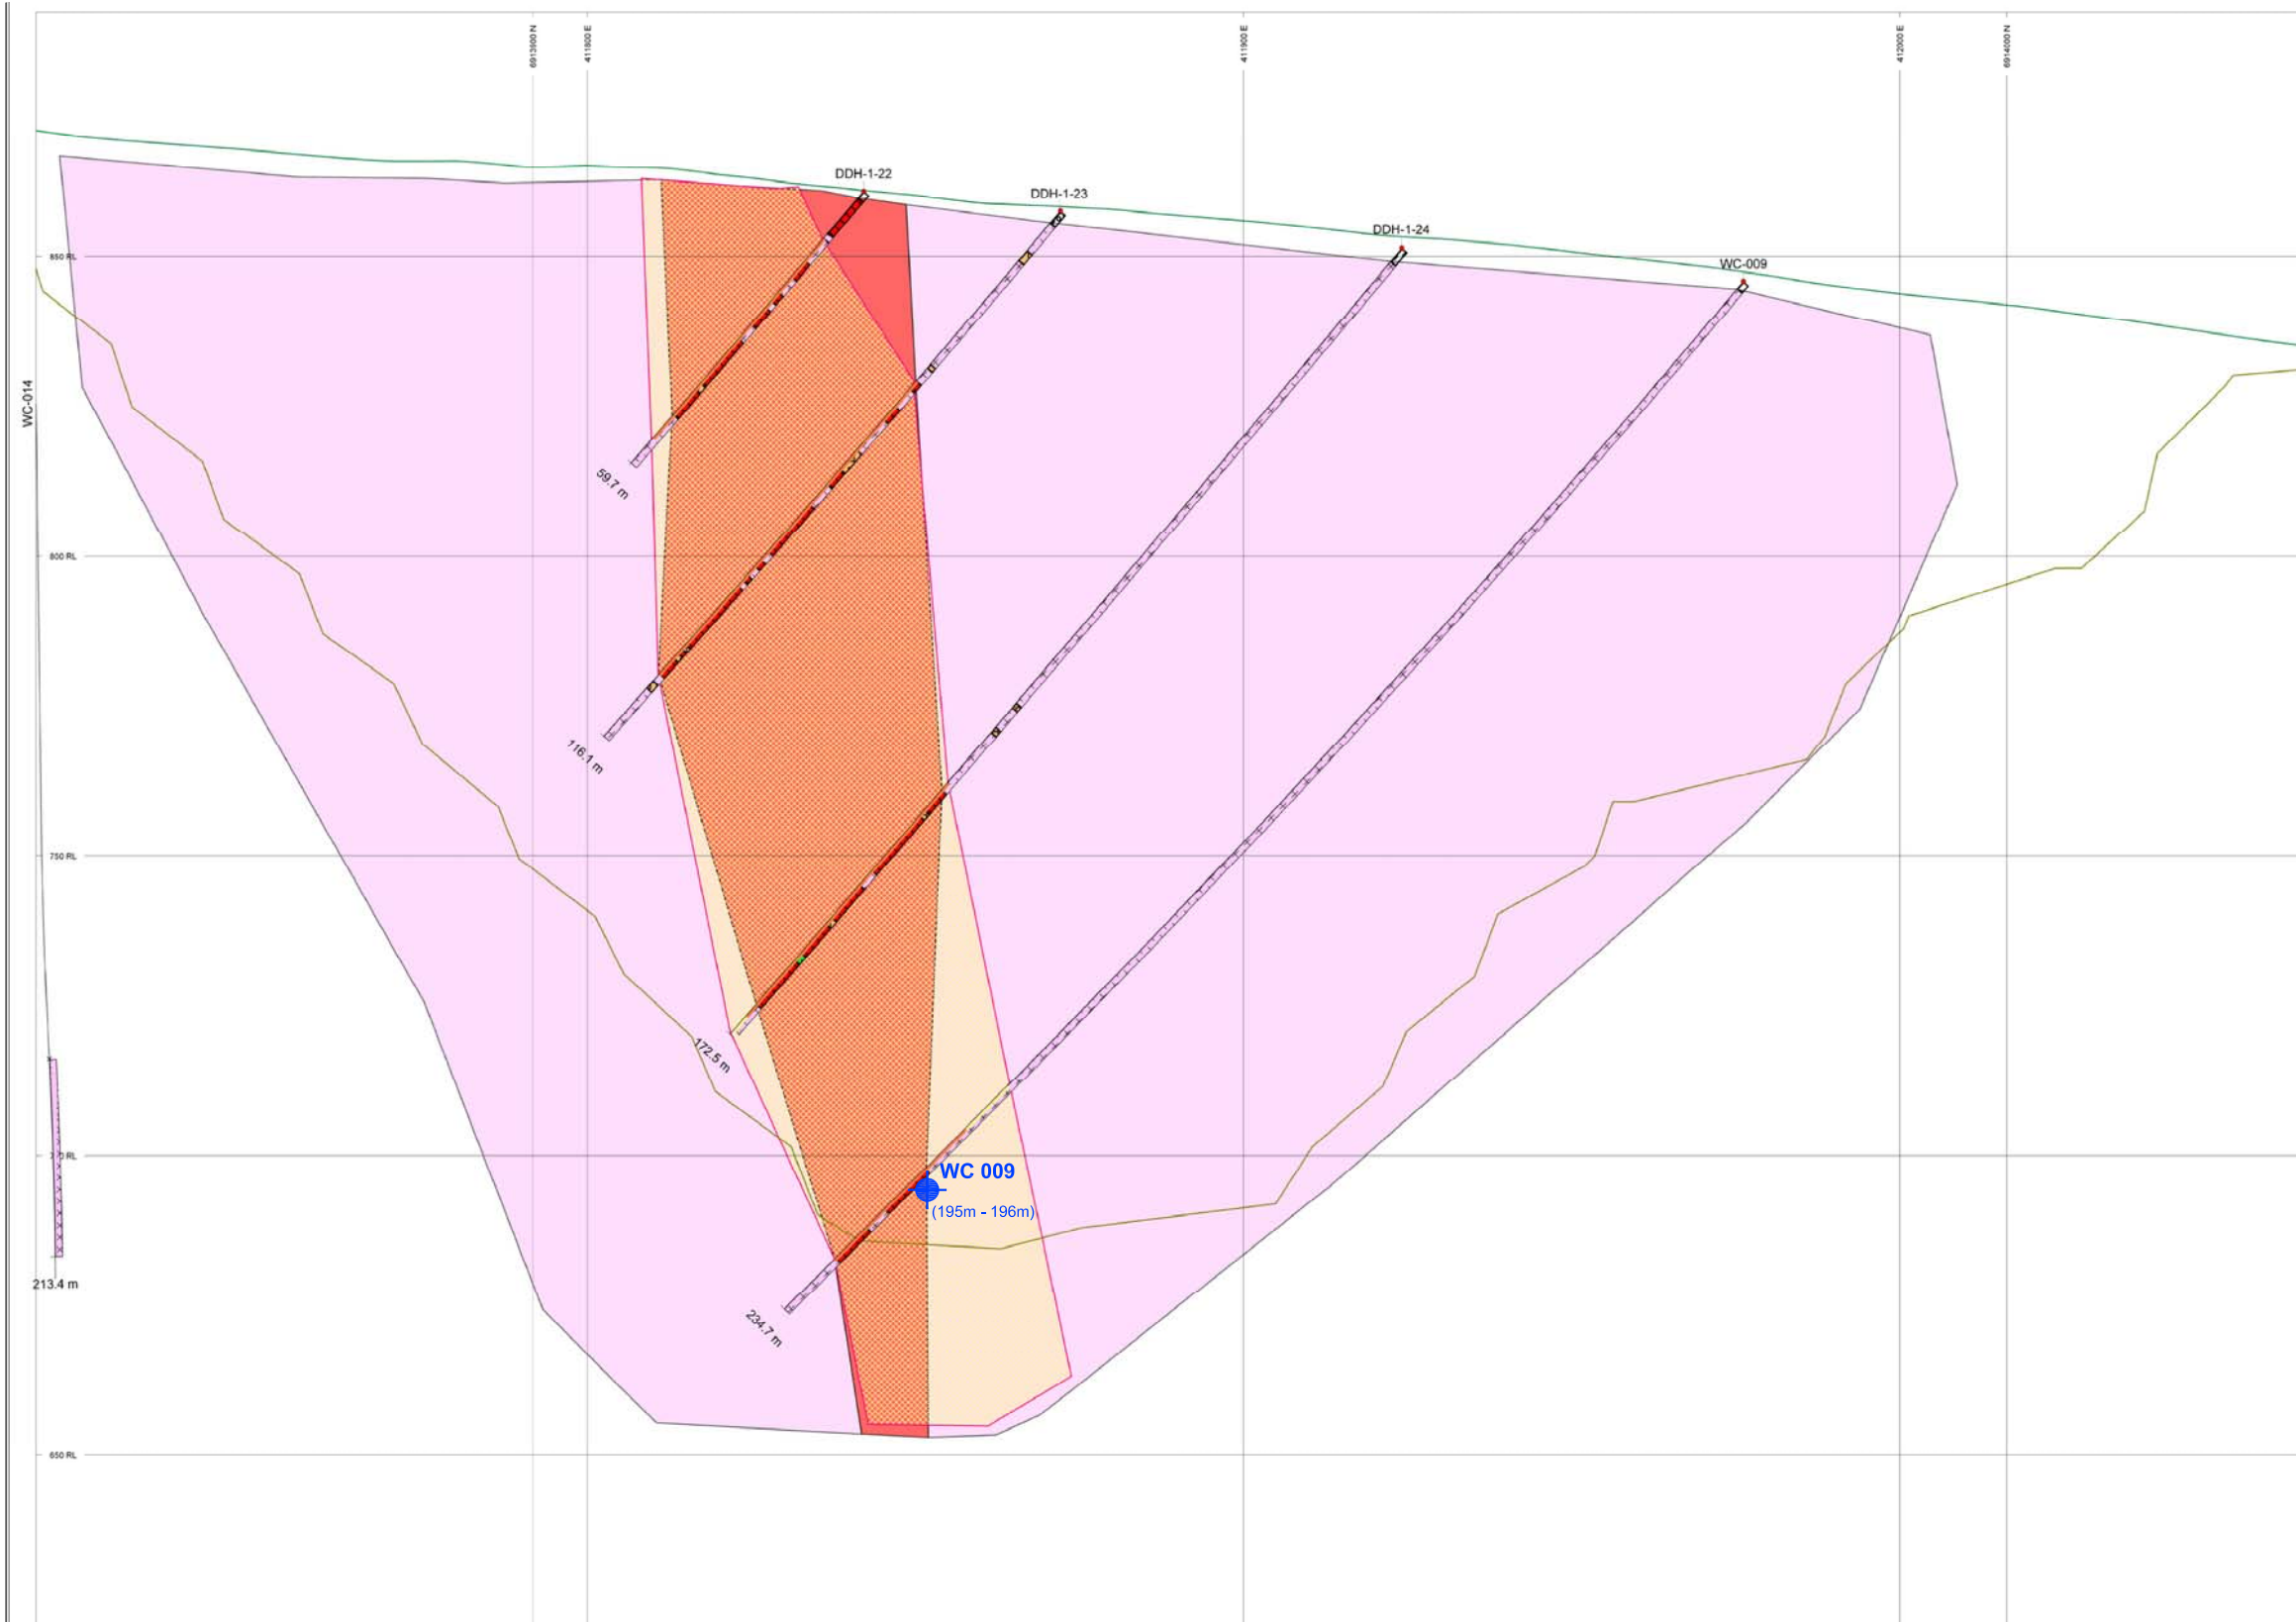 6913900 N
411800 E
411900 E
412000 E
6914000 N
DDH-1-22
DDH-1-23
DDH-1-24
WC-009
850 RL
WC-014
59.7 m
800 RL
116.1 m
750 RL
172.5 m
WC 009
(195m - 196m)
213.4 m
234.7 m
650 RL